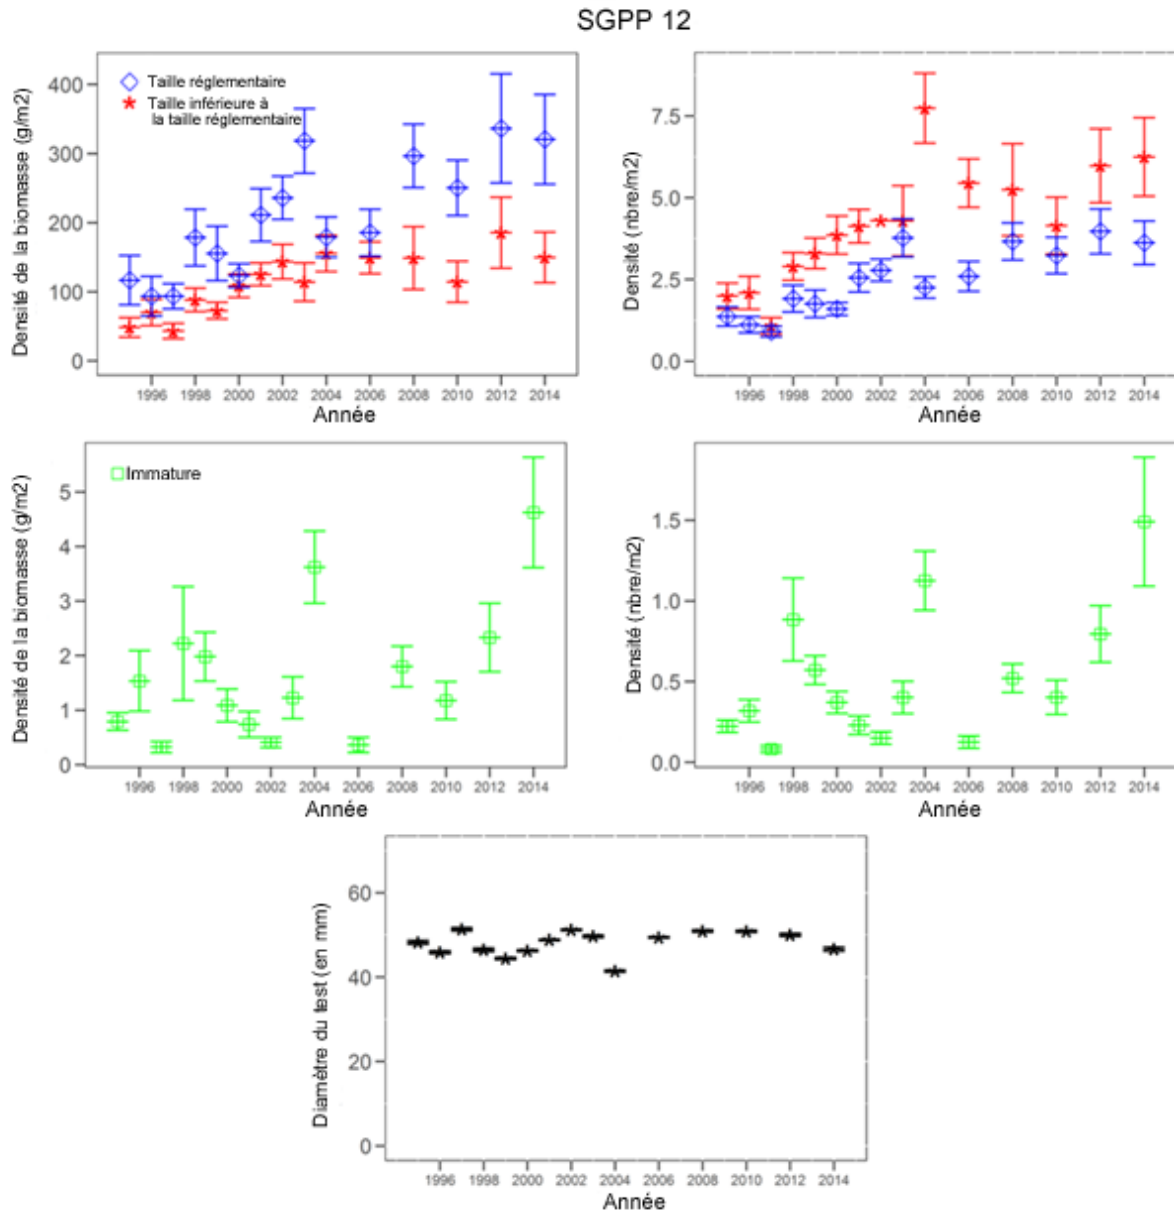 SGPP 12
Densité de la biomasse (g/m2)
400
300
200
100
0
Taille réglementaire
Taille inférieure à
la taille réglementaire
1996 1998 2000 2002 2004 2006 2008 2010 2012 2014
Année
Densité (nbre/m2)
7.5
5.0
2.5
0.0
1996 1998 2000 2002 2004 2006 2008 2010 2012 2014
Année
Densité de la biomasse (g/m2)
5
4
3
2
1
0
Immature
1996 1998 2000 2002 2004 2006 2008 2010 2012 2014
Année
Densité (nbre/m2)
1.5
1.0
0.5
0.0
1996 1998 2000 2002 2004 2006 2008 2010 2012 2014
Année
Diamètre du test (en mm)
60
40
20
0
1996 1998 2000 2002 2004 2006 2008 2010 2012 2014
Année